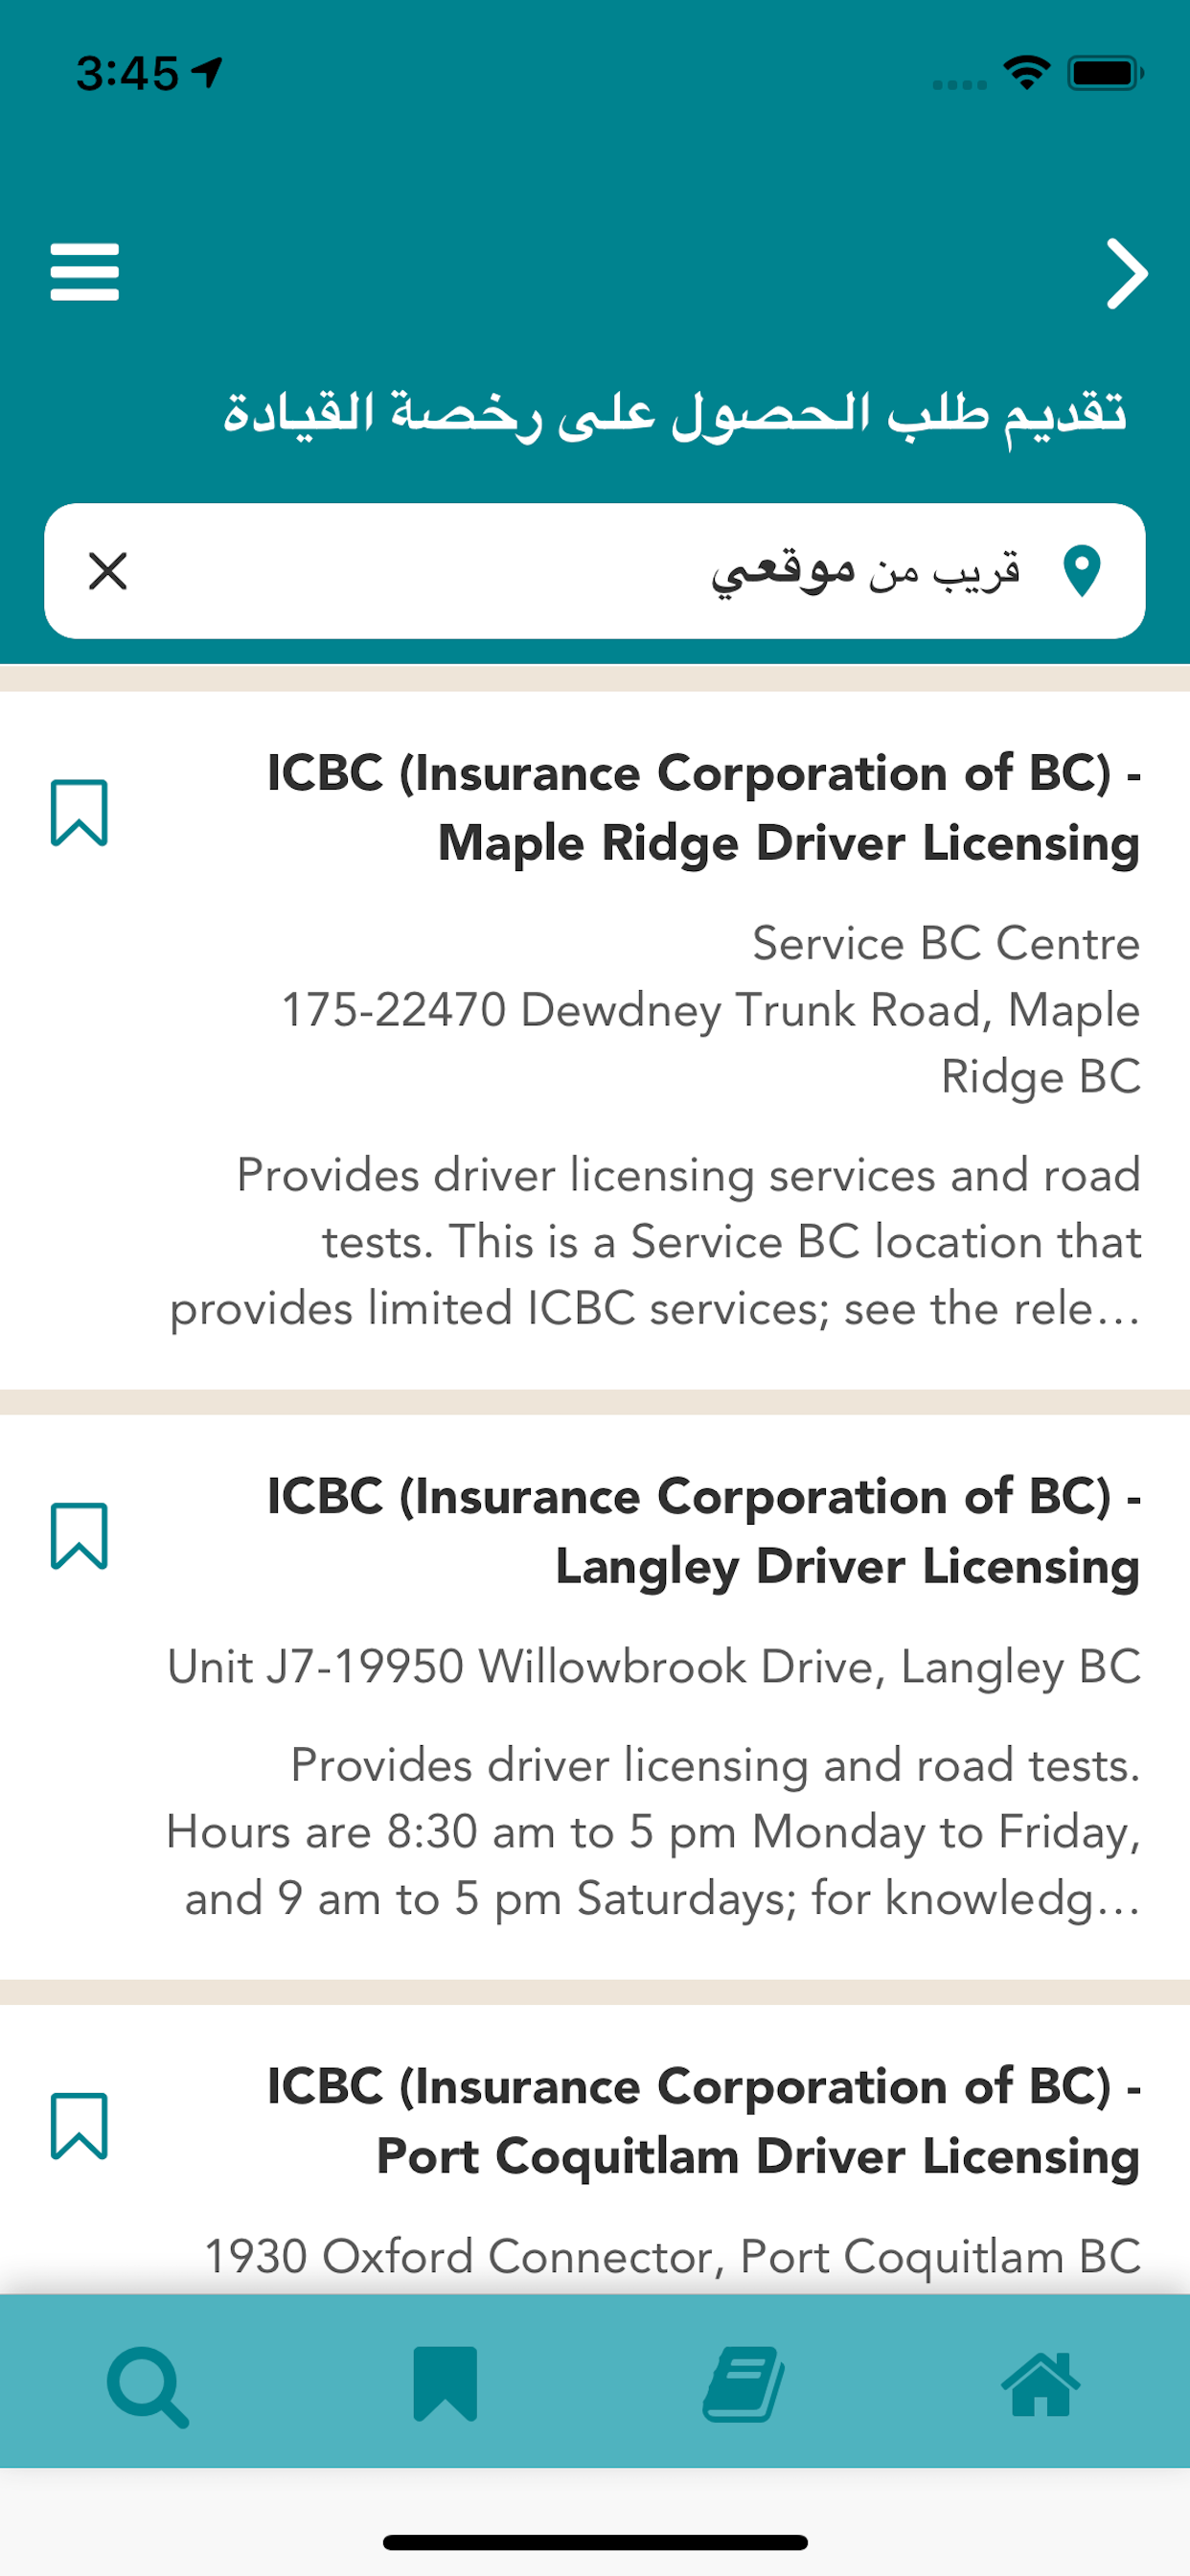 3:45
تقديم طلب الحصول على رخصة القيادة
قريب من موقعي
ICBC (Insurance Corporation of BC) -
Maple Ridge Driver Licensing
Service BC Centre
175-22470 Dewdney Trunk Road, Maple
Ridge BC
Provides driver licensing services and road
tests. This is a Service BC location that
provides limited ICBC services; see the rele...
ICBC (Insurance Corporation of BC) -
Langley Driver Licensing
Unit J7-19950 Willowbrook Drive, Langley BC
Provides driver licensing and road tests.
Hours are 8:30 am to 5 pm Monday to Friday,
and 9 am to 5 pm Saturdays; for knowledg...
ICBC (Insurance Corporation of BC) -
Port Coquitlam Driver Licensing
1930 Oxford Connector, Port Coquitlam BC